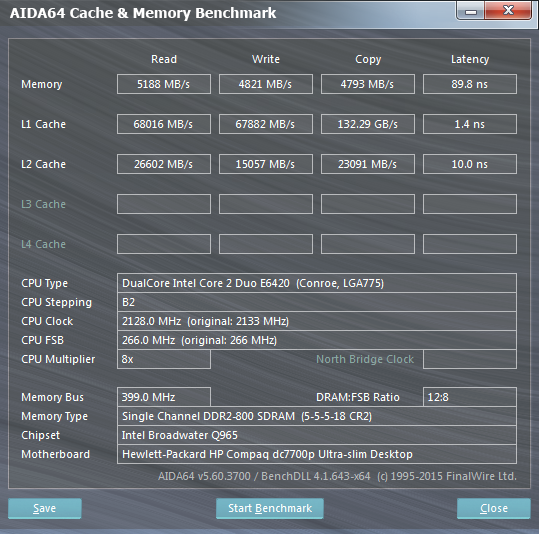 AIDA64 Cache & Memory Benchmark
Read Write Copy Latency
Memory 5188 MB/s 4821 MB/s 4793 MB/s 89.8 ns
L1 Cache 68016 MB/s 67882 MB/s 132.29 GB/s 1.4 ns
L2 Cache 26602 MB/s 15057 MB/s 23091 MB/s 10.0 ns
L3 Cache
L4 Cache
CPU Type DualCore Intel Core 2 Duo E6420 (Conroe, LGA775)
CPU Stepping B2
CPU Clock 2128.0 MHz (original: 2133 MHz)
CPU FSB 266.0 MHz (original: 266 MHz)
CPU Multiplier 8x North Bridge Clock
Memory Bus 399.0 MHz DRAM:FSB Ratio 12:8
Memory Type Single Channel DDR2-800 SDRAM (5-5-5-18 CR2)
Chipset Intel Broadwater Q965
Motherboard Hewlett-Packard HP Compaq dc7700p Ultra-slim Desktop
AIDA64 v5.60.3700 / BenchDLL 4.1.643-x64 (c) 1995-2015 FinalWire Ltd.
Save Start Benchmark Close